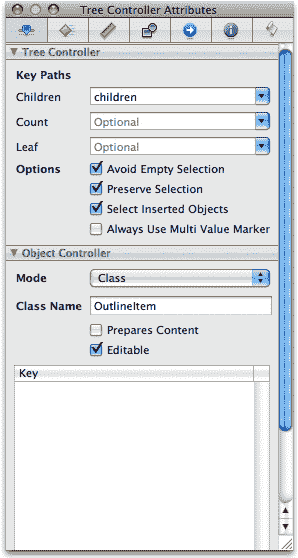 Tree Controller Attributes
Tree Controller
Key Paths
Children children
Count Optional
Leaf Optional
Options Avoid Empty Selection
Preserve Selection
Select Inserted Objects
Always Use Multi Value Marker
Object Controller
Mode Class
Class Name OutlineItem
Prepares Content
Editable
Key